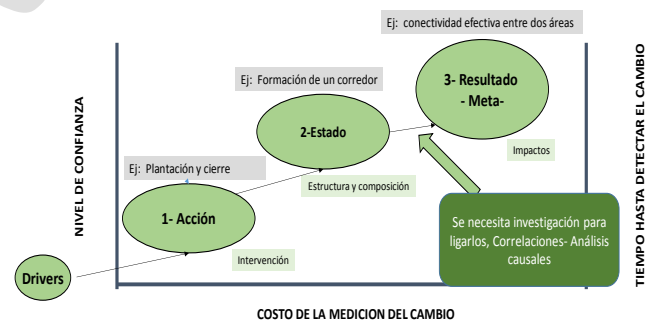 Ej: conectividad efectiva entre dos áreas
3- Resultado
- Meta-
Ej: Formación de un corredor
2-Estado
Impactos
Ej: Plantación y cierre
Estructura y composición
1- Acción
Intervención
Se necesita investigación para
ligarlos, Correlaciones- Análisis
causales
Drivers
NIVEL DE CONFIANZA
TIEMPO HASTA DETECTAR EL CAMBIO
COSTO DE LA MEDICION DEL CAMBIO